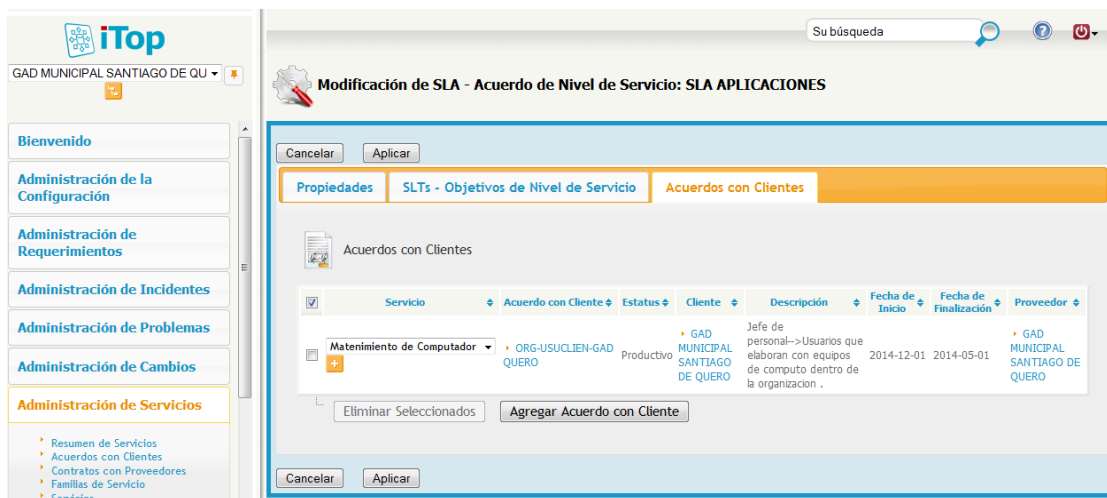 iTop
GAD MUNICIPAL SANTIAGO DE QU
Bienvenido
Administración de la
Configuración
Administración de
Requerimientos
Administración de Incidentes
Administración de Problemas
Administración de Cambios
Administración de Servicios
Resumen de Servicios
Acuerdos con Clientes
Contratos con Proveedores
Familias de Servicio
Servicios
Su búsqueda
Modificación de SLA - Acuerdo de Nivel de Servicio: SLA APLICACIONES
Cancelar Aplicar
Propiedades SLTs - Objetivos de Nivel de Servicio Acuerdos con Clientes
Acuerdos con Clientes
Servicio Acuerdo con Cliente Estatus Cliente Descripción Fecha de Inicio Fecha de Finalización Proveedor
Matenimiento de Computador
ORG-USUCLIEN-GAD
QUERO
Productivo
GAD
MUNICIPAL
SANTIAGO
DE QUERO
Jefe de
personal-->Usuarios que
elaboran con equipos
de computo dentro de
la organizacion .
2014-12-01 2014-05-01
GAD
MUNICIPAL
SANTIAGO DE
QUERO
Eliminar Seleccionados Agregar Acuerdo con Cliente
Cancelar Aplicar